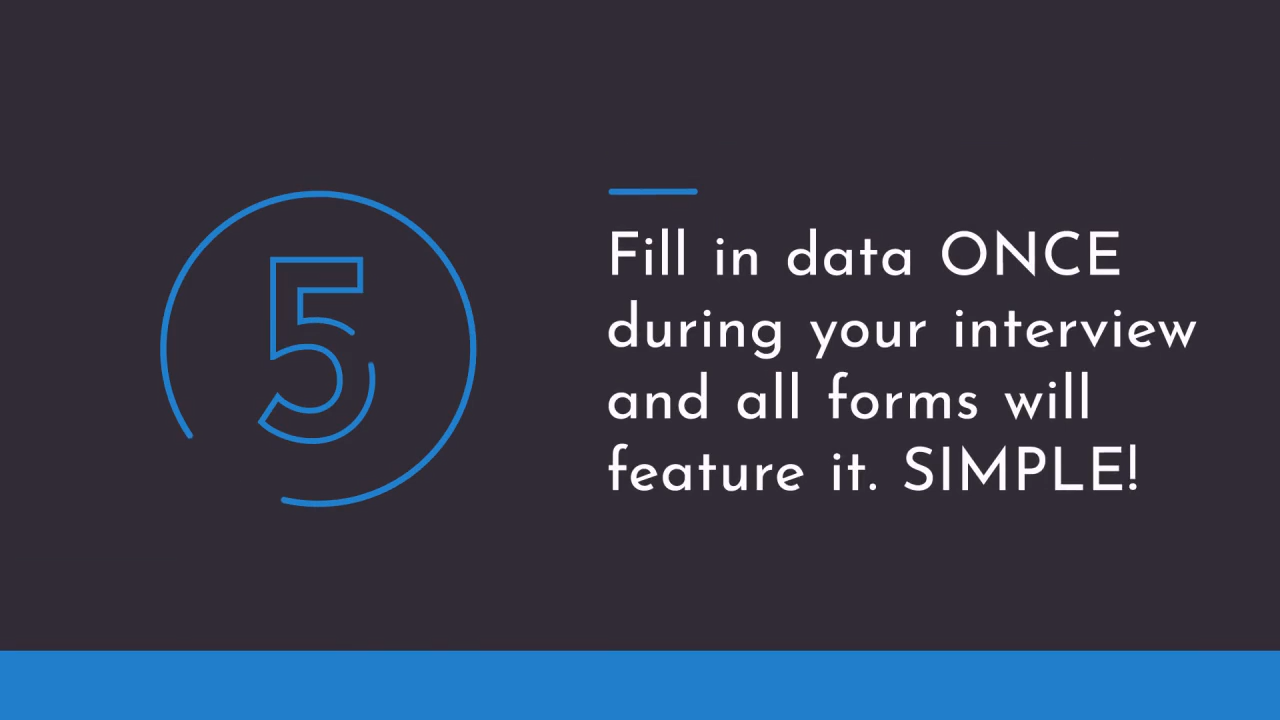 5
Fill in data ONCE
during your interview
and all forms will
feature it. SIMPLE!